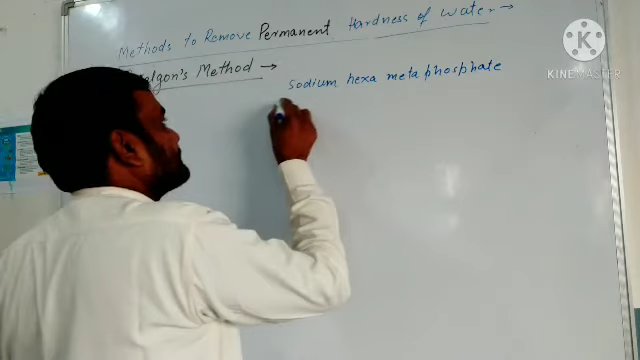 Methods to Remove Permanent Hardness of Water →
algon's Method →
sodium hexa meta phosphate
KINEMASTER